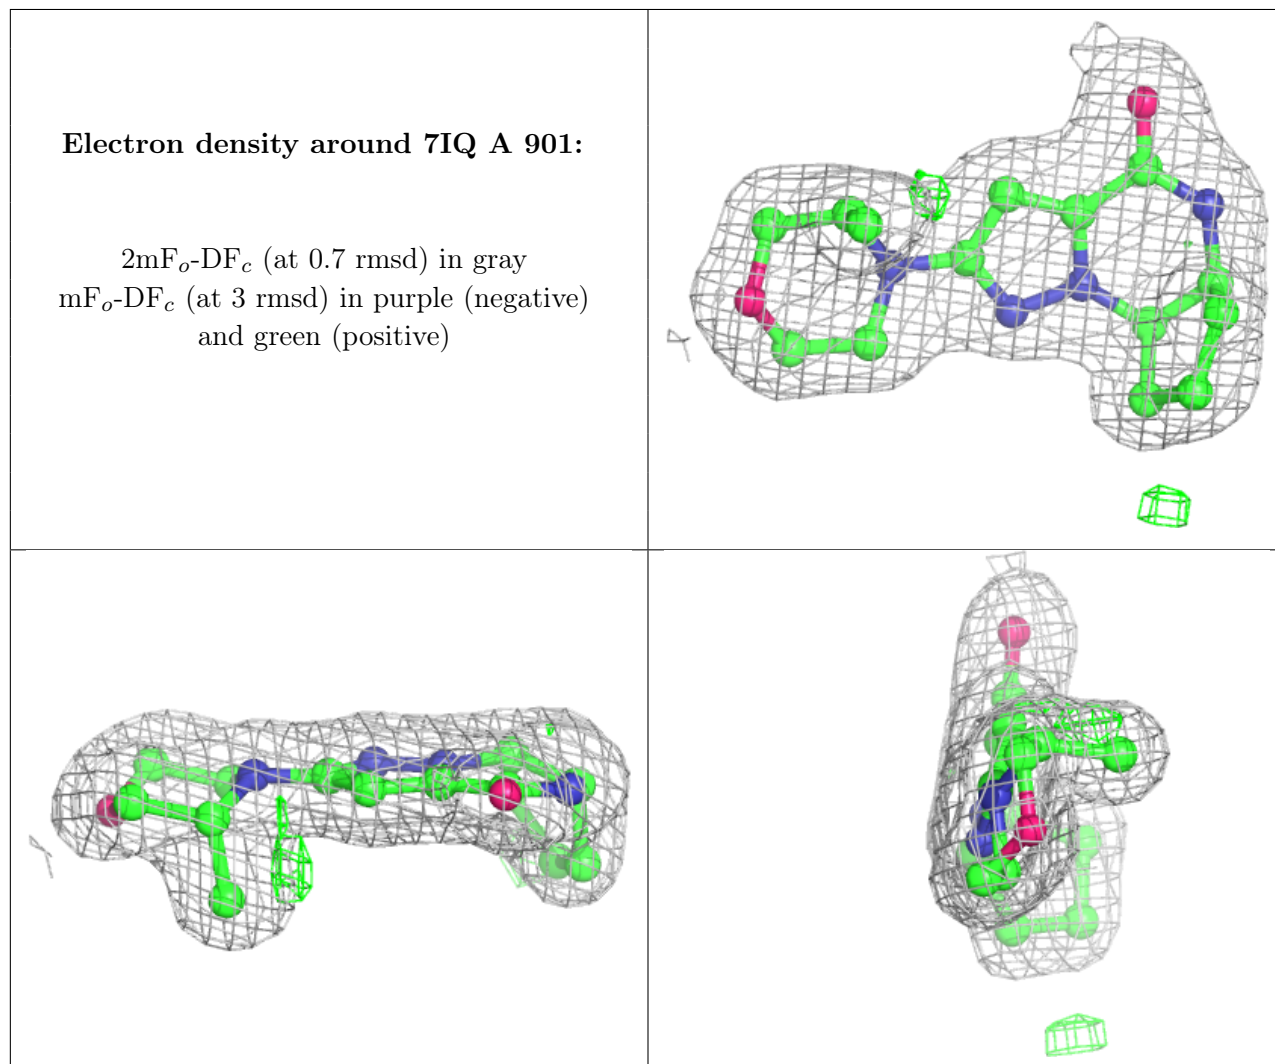 Electron density around 7IQ A 901:
2mFo-DFc (at 0.7 rmsd) in gray
mFo-DFc (at 3 rmsd) in purple (negative)
and green (positive)